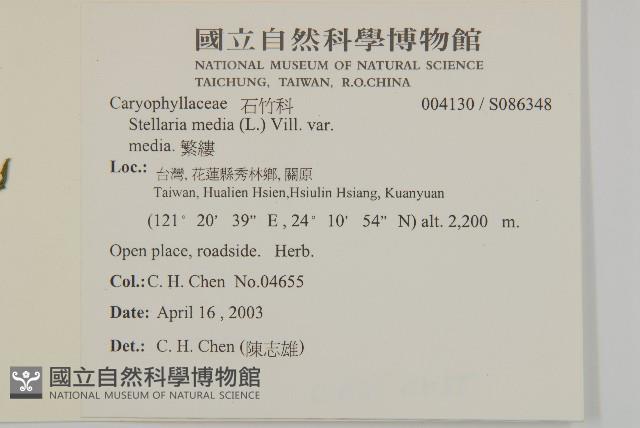 國立自然科學博物館
NATIONAL MUSEUM OF NATURAL SCIENCE
TAICHUNG, TAIWAN, R.O.CHINA
Caryophyllaceae 石竹科 004130 / S086348
Stellaria media (L.) Vill. var.
media. 繁縷
Loc.: 台灣, 花蓮縣秀林鄉, 關原
Taiwan, Hualien Hsien,Hsiulin Hsiang, Kuanyuan
(121° 20' 39" E , 24° 10' 54" N) alt. 2,200 m.
Open place, roadside. Herb.
Col.: C. H. Chen No.04655
Date: April 16 , 2003
Det.: C. H. Chen (陳志雄)
國立自然科學博物館
NATIONAL MUSEUM OF NATURAL SCIENCE